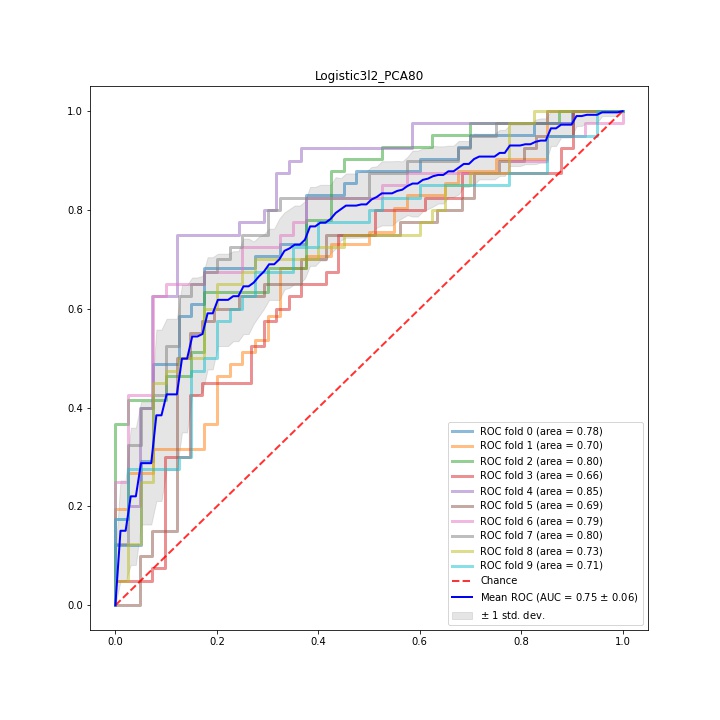 Logistic3l2_PCA80
1.0
0.8
0.6
0.4
0.2
0.0
0.0 0.2 0.4 0.6 0.8 1.0
ROC fold 0 (area = 0.78)
ROC fold 1 (area = 0.70)
ROC fold 2 (area = 0.80)
ROC fold 3 (area = 0.66)
ROC fold 4 (area = 0.85)
ROC fold 5 (area = 0.69)
ROC fold 6 (area = 0.79)
ROC fold 7 (area = 0.80)
ROC fold 8 (area = 0.73)
ROC fold 9 (area = 0.71)
Chance
Mean ROC (AUC = 0.75 ± 0.06)
± 1 std. dev.